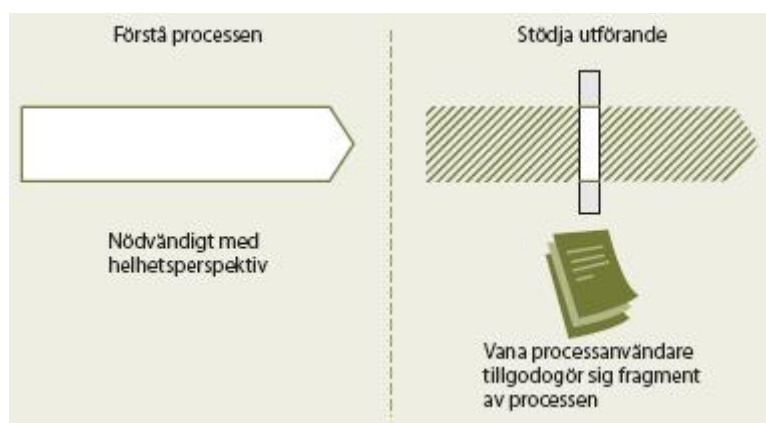 Förstå processen
Nödvändigt med
helhetsperspektiv
Stödja utförande
Vana processanvändare
tillgodogör sig fragment
av processen